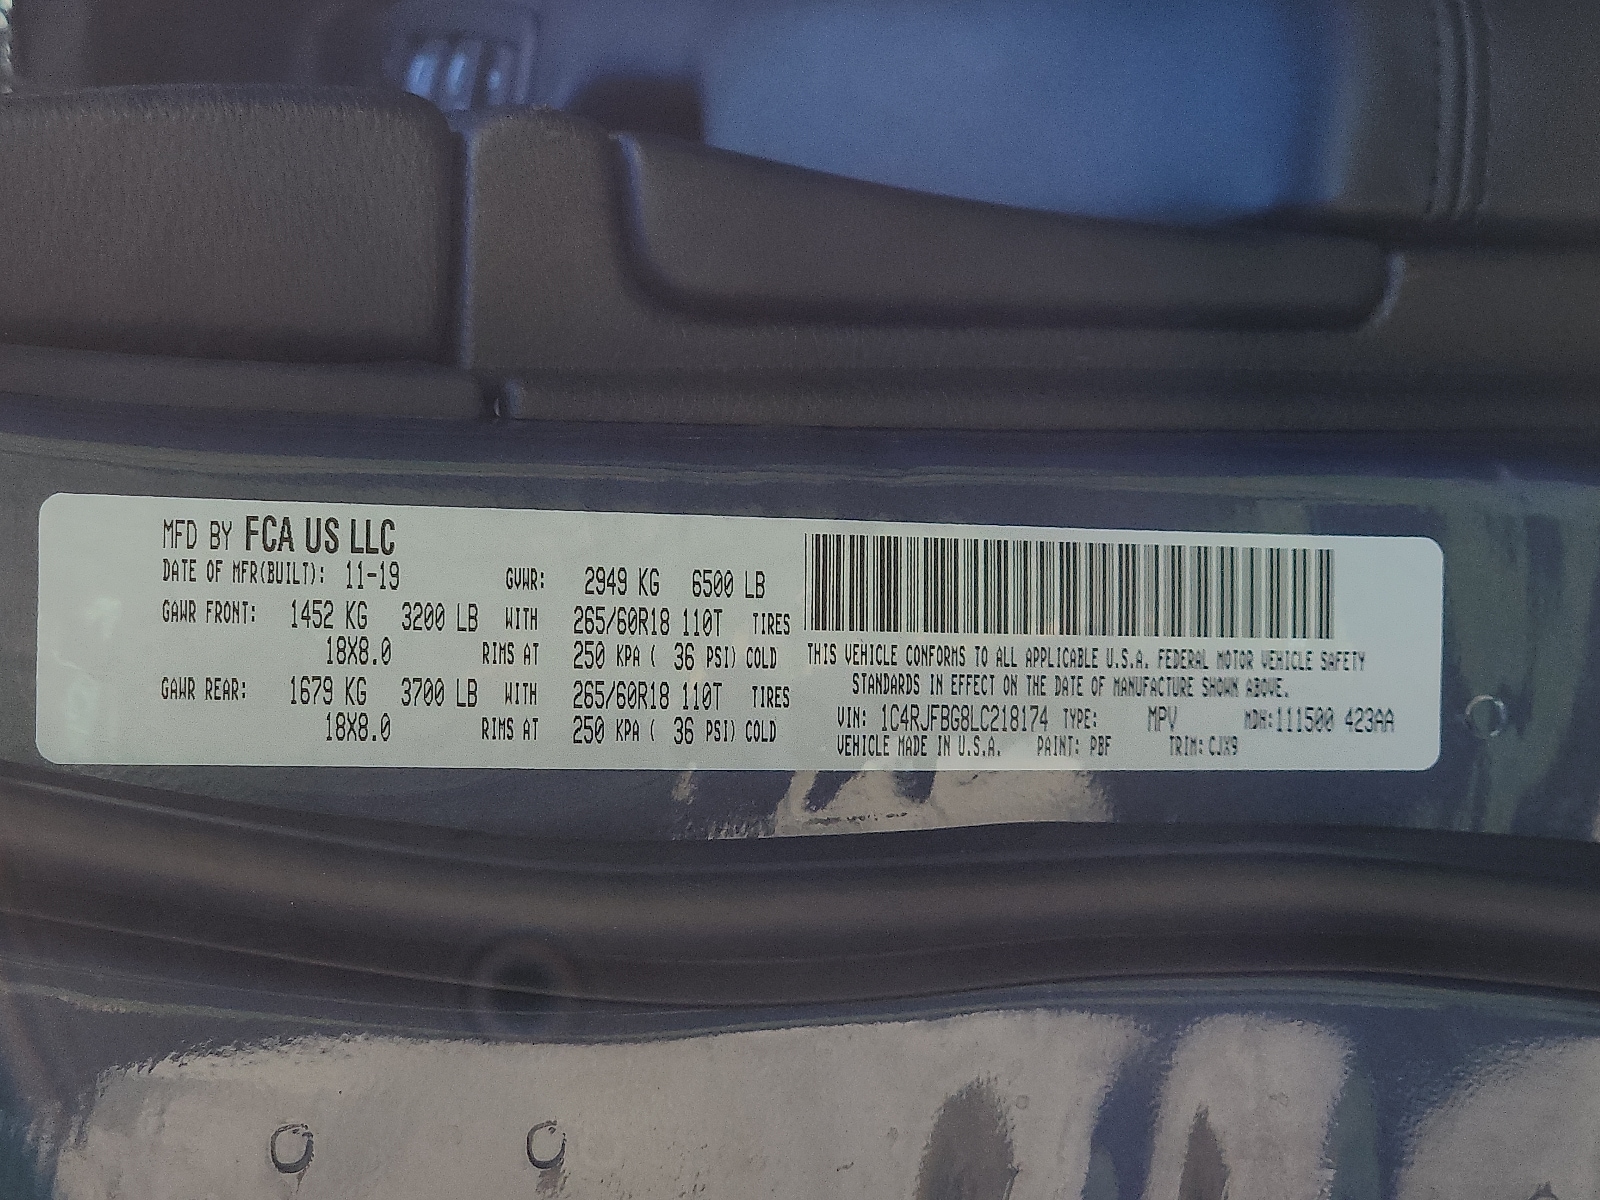 MFD BY FCA US LLC
DATE OF MFR(BUILT): 11-19 GVWR: 2949 KG 6500 LB
GAWR FRONT: 1452 KG 3200 LB WITH 265/60R18 110T TIRES
18X8.0 RIMS AT 250 KPA ( 36 PSI) COLD
GAWR REAR: 1679 KG 3700 LB WITH 265/60R18 110T TIRES
18X8.0 RIMS AT 250 KPA ( 36 PSI) COLD
THIS VEHICLE CONFORMS TO ALL APPLICABLE U.S.A. FEDERAL MOTOR VEHICLE SAFETY
STANDARDS IN EFFECT ON THE DATE OF MANUFACTURE SHOWN ABOVE.
VIN: 1C4RJFBG8LC218174 TYPE: MPV MDH:111500 423AA
VEHICLE MADE IN U.S.A. PAINT: PBF TRIM: CJX9